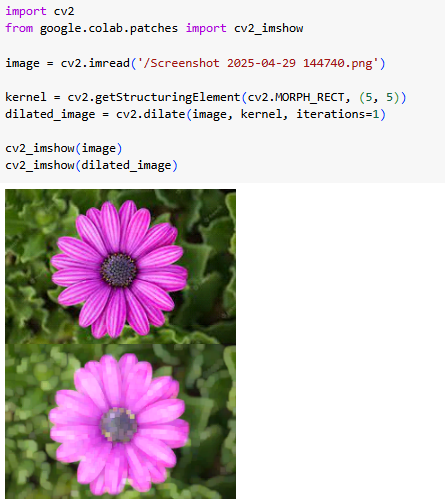 import cv2
from google.colab.patches import cv2_imshow
image = cv2.imread('/Screenshot 2025-04-29 144740.png')
kernel = cv2.getStructuringElement(cv2.MORPH_RECT, (5, 5))
dilated_image = cv2.dilate(image, kernel, iterations=1)
cv2_imshow(image)
cv2_imshow(dilated_image)